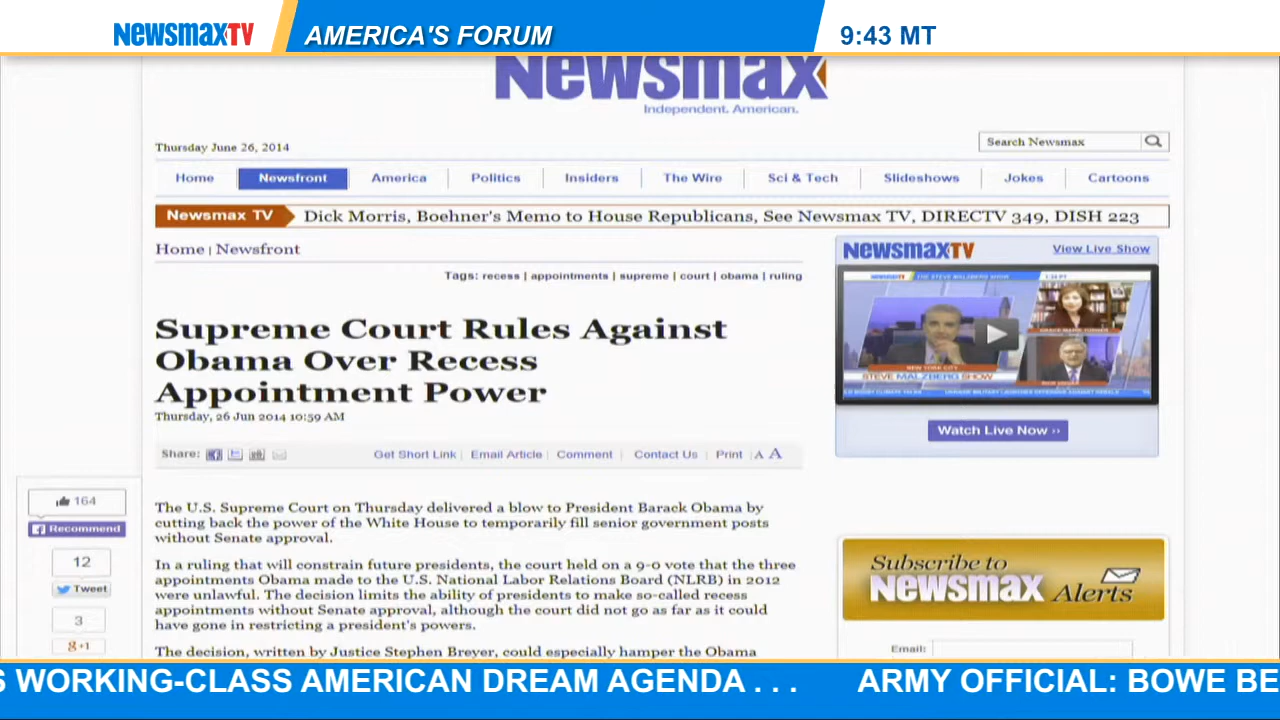 NEWSMAXTV
AMERICA'S FORUM
9:43 MT
Newsmax
Independent. American.
Thursday June 26, 2014
Search Newsmax
Home
Newsfront
America
Politics
Insiders
The Wire
Sci & Tech
Slideshows
Jokes
Cartoons
Newsmax TV
Dick Morris, Boehner's Memo to House Republicans, See Newsmax TV, DIRECTV 349, DISH 223
Home | Newsfront
NEWSMAXTV
View Live Show
Tags: recess | appointments | supreme | court | obama | ruling
NEW YORK CITY
STEVE MALZBERG SHOW
Supreme Court Rules Against
Obama Over Recess
Appointment Power
Thursday, 26 Jun 2014 10:59 AM
Watch Live Now ››
Share:
Get Short Link
Email Article
Comment
Contact Us
Print
A A
164
Recommend
12
Tweet
3
g+1
The U.S. Supreme Court on Thursday delivered a blow to President Barack Obama by
cutting back the power of the White House to temporarily fill senior government posts
without Senate approval.
In a ruling that will constrain future presidents, the court held on a 9-0 vote that the three
appointments Obama made to the U.S. National Labor Relations Board (NLRB) in 2012
were unlawful. The decision limits the ability of presidents to make so-called recess
appointments without Senate approval, although the court did not go as far as it could
have gone in restricting a president's powers.
The decision, written by Justice Stephen Breyer, could especially hamper the Obama
Subscribe to
Newsmax
Alerts
Email:
S WORKING-CLASS AMERICAN DREAM AGENDA . . .
ARMY OFFICIAL: BOWE BE